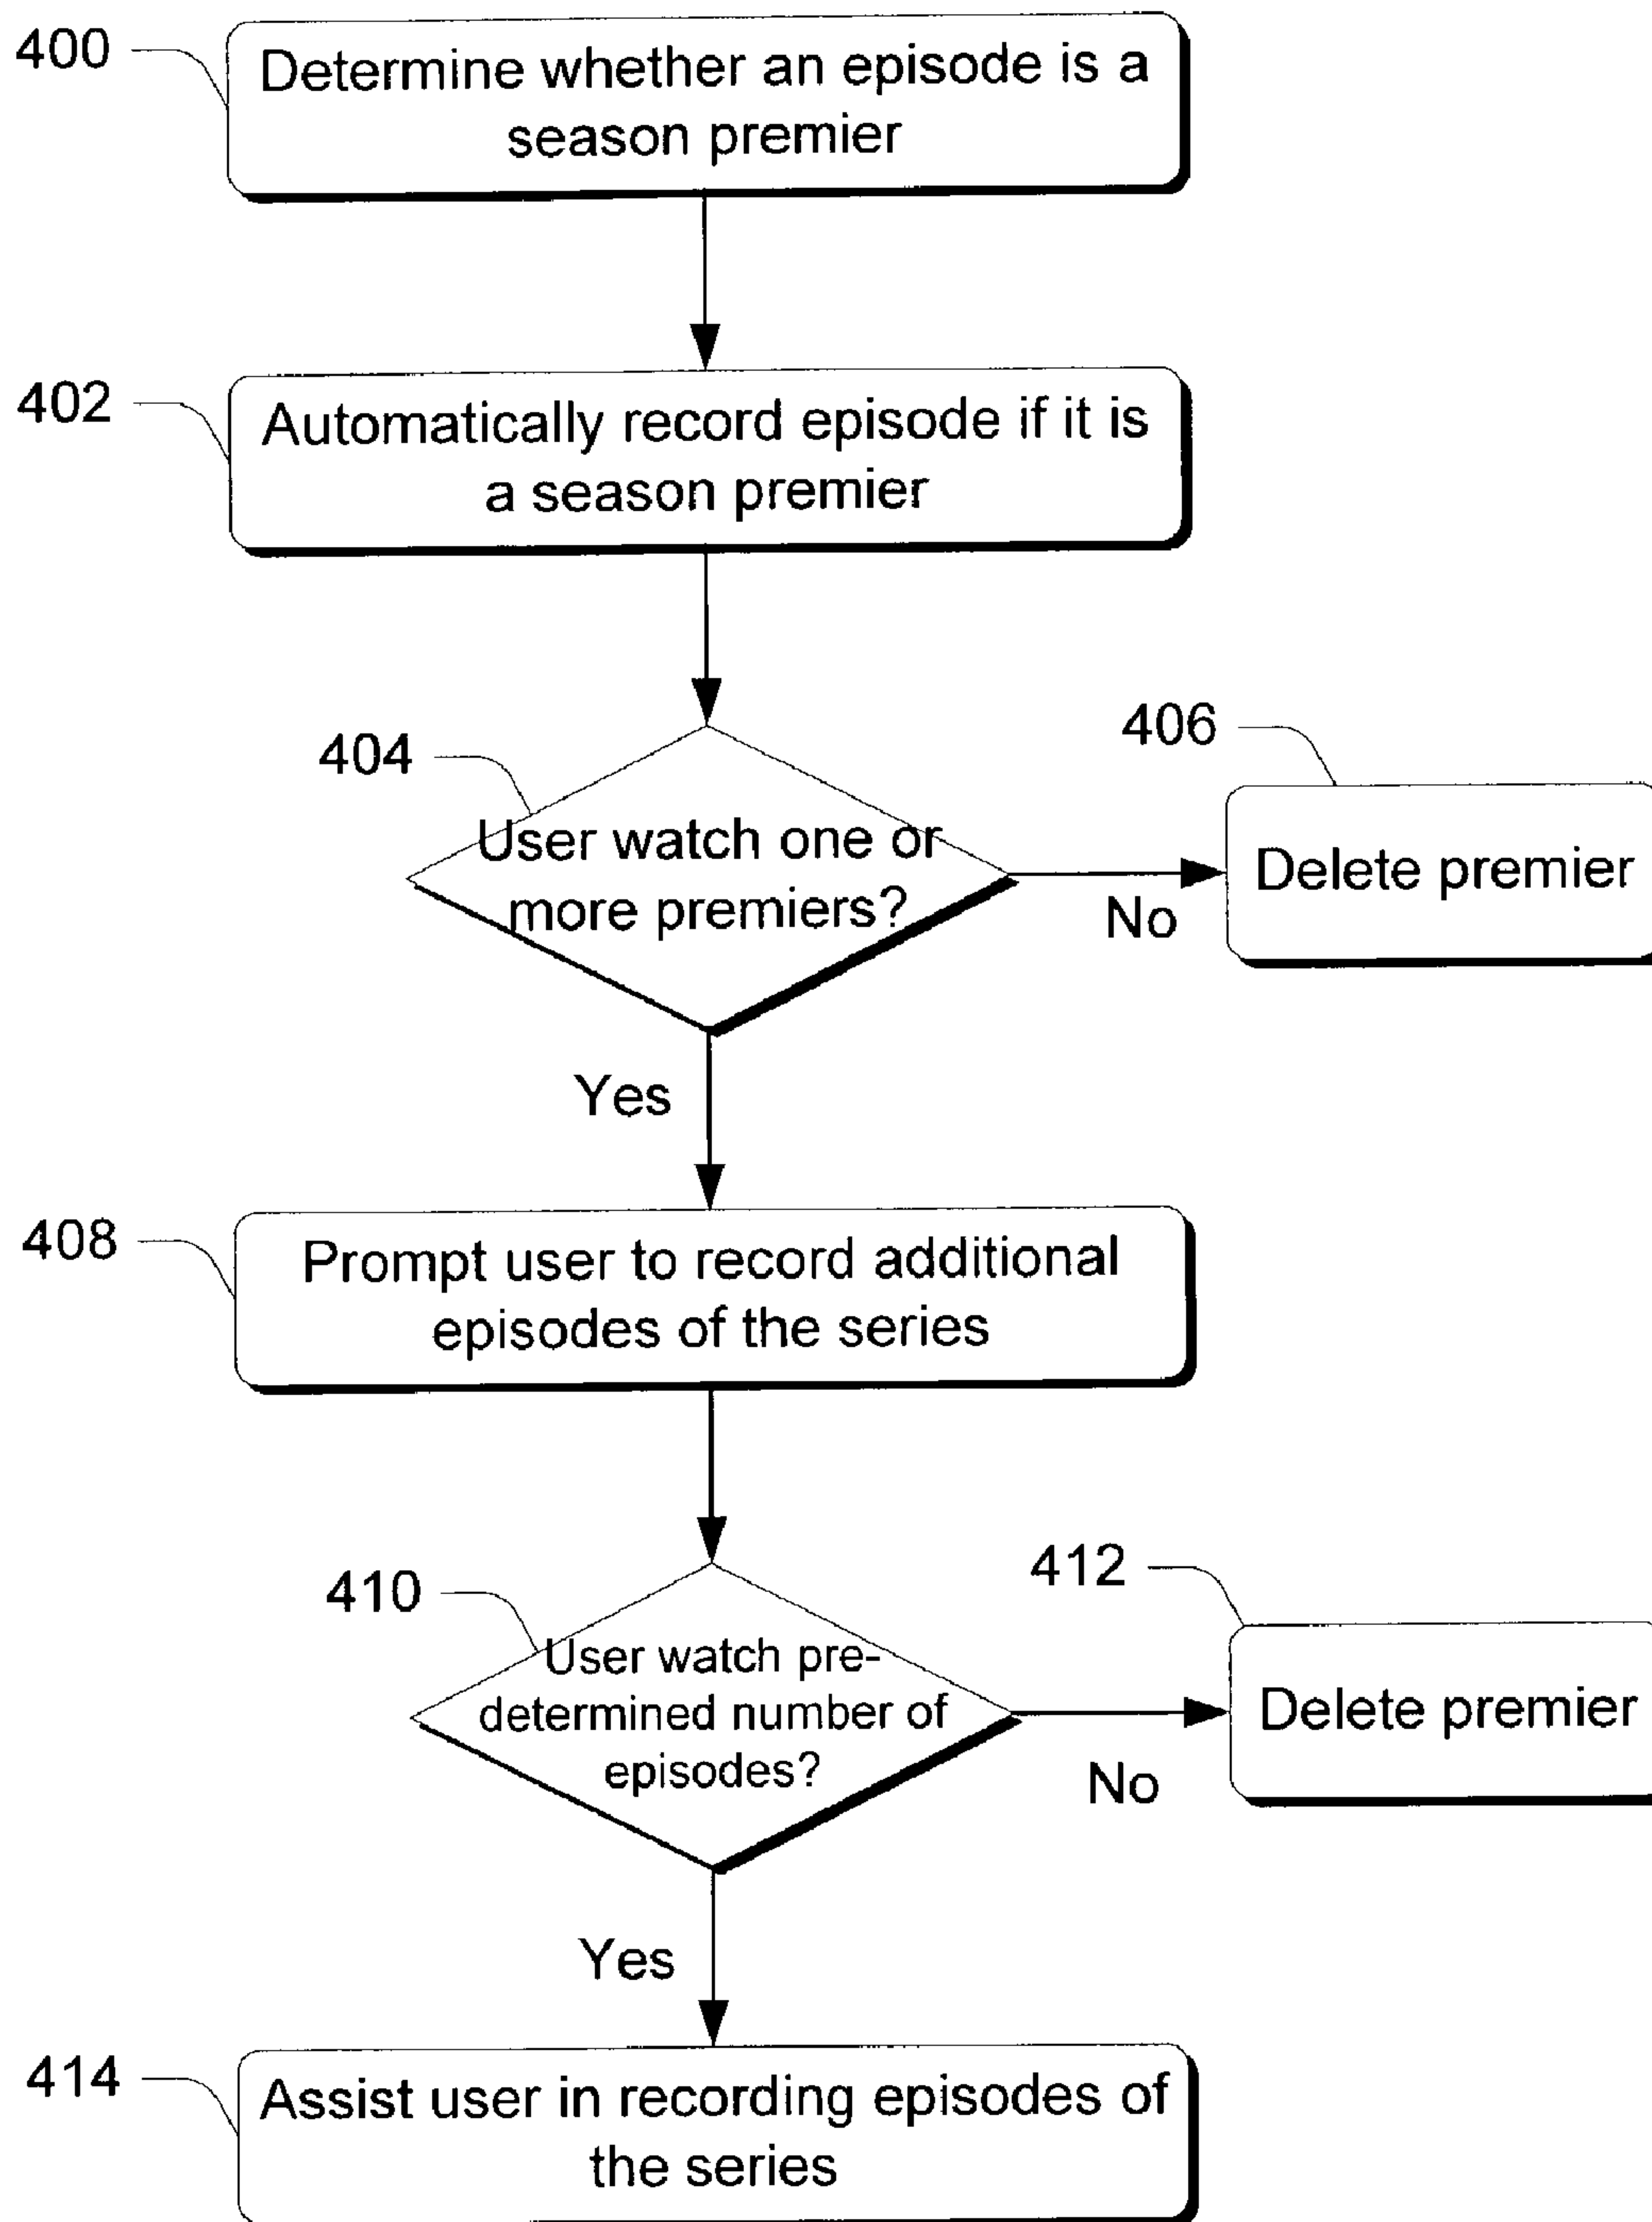 400
Determine whether an episode is a
season premier
402
Automatically record episode if it is
a season premier
404
User watch one or
more premiers?
406
Delete premier
No
Yes
408
Prompt user to record additional
episodes of the series
410
User watch pre-
determined number of
episodes?
412
Delete premier
No
Yes
414
Assist user in recording episodes of
the series